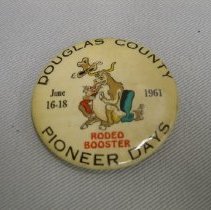 DOUGLAS COUNTY
June
16-18
1961
RODEO
BOOSTER
PIONEER DAYS